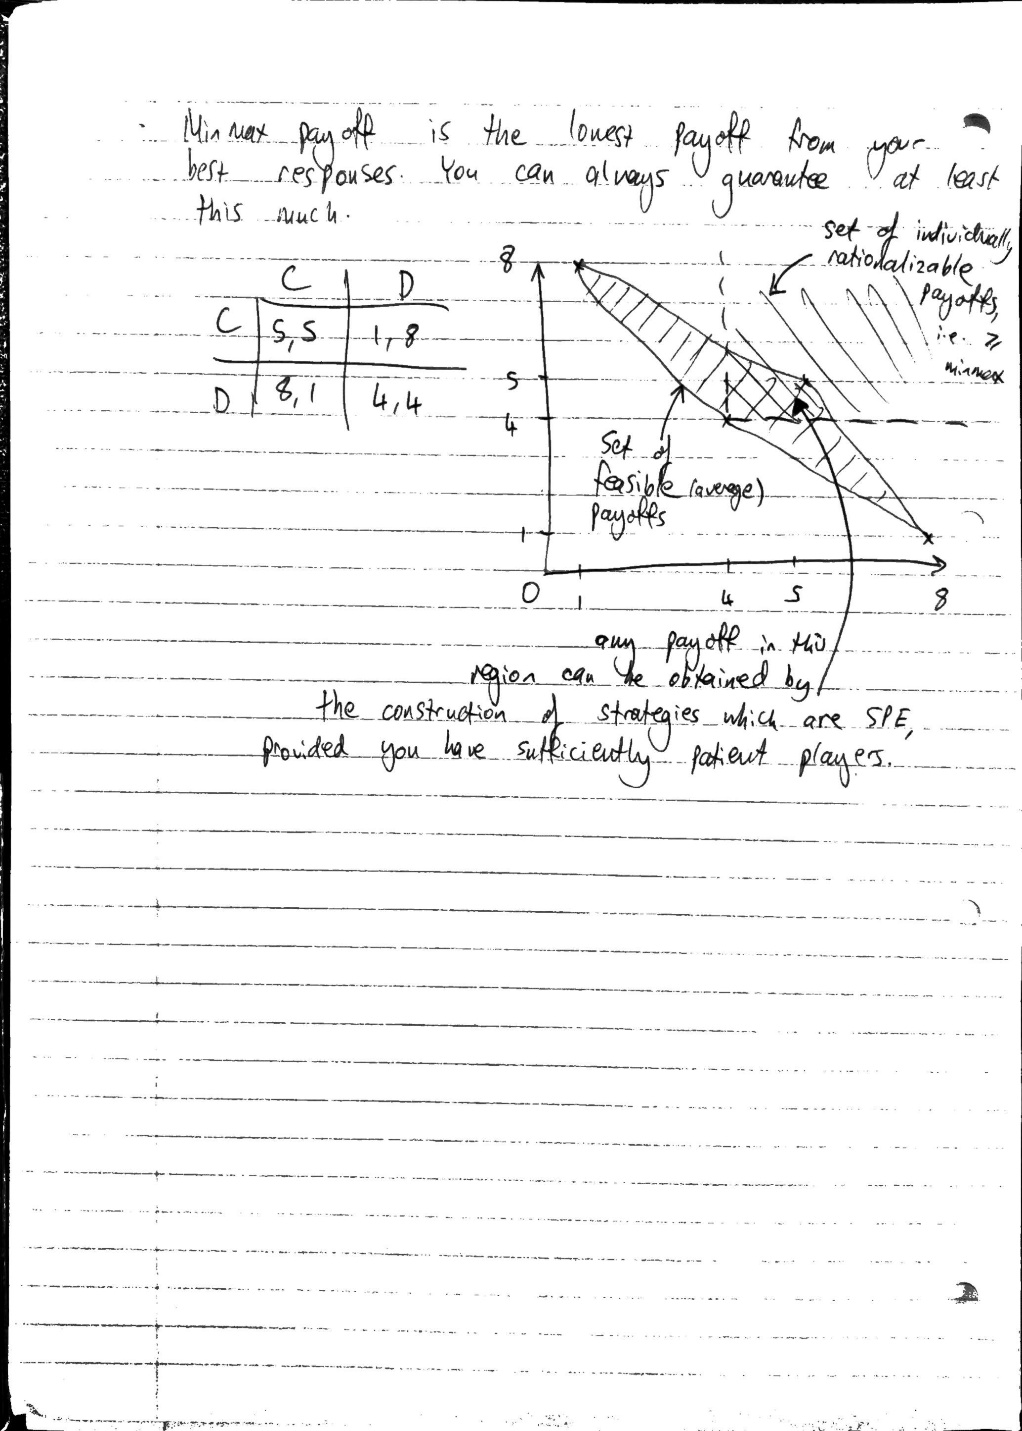 · Min max payoff is the lowest payoff from your
best responses. You can always guarantee at least
this much.
set of individually
rationalizable
payoffs,
i.e. ≥
minmax
C D
C 5,5 1,8
D 8,1 4,4
8
5
4
1
0 1 4 5 8
Set of
feasible (average)
payoffs
any payoff in this
region can be obtained by
the construction of strategies which are SPE,
provided you have sufficiently patient players.